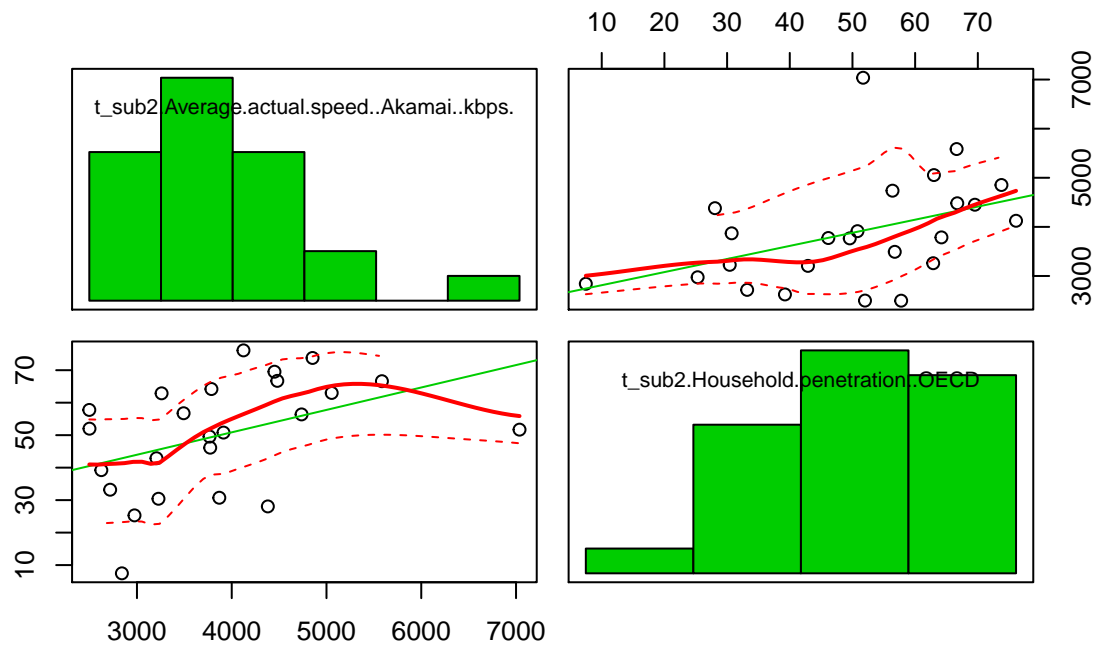 10 20 30 40 50 60 70
t_sub2.Average.actual.speed..Akamai..kbps.
3000 5000 7000
10 30 50 70
t_sub2.Household.penetration..OECD
3000 4000 5000 6000 7000